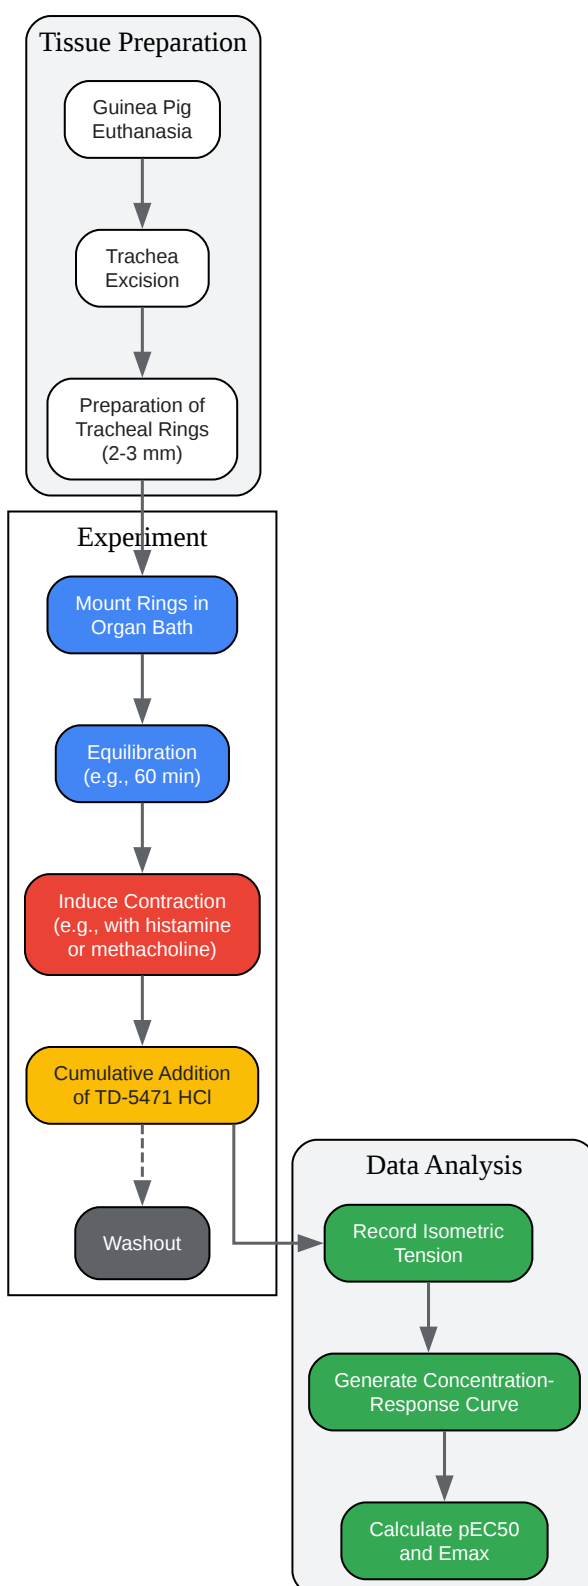 Tissue Preparation
Guinea Pig
Euthanasia
Trachea
Excision
Preparation of
Tracheal Rings
(2-3 mm)
Experiment
Mount Rings in
Organ Bath
Equilibration
(e.g., 60 min)
Induce Contraction
(e.g., with histamine
or methacholine)
Cumulative Addition
of TD-5471 HCl
Washout
Data Analysis
Record Isometric
Tension
Generate Concentration-
Response Curve
Calculate pEC50
and Emax